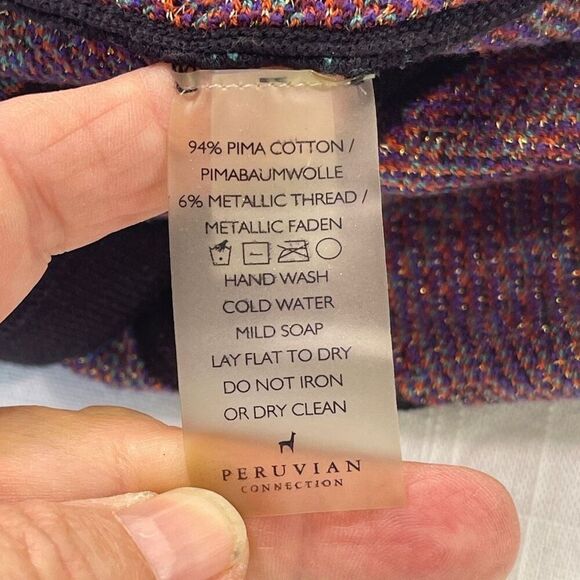 94% PIMA COTTON /
PIMABAUMWOLLE
6% METALLIC THREAD /
METALLIC FADEN
HAND WASH
COLD WATER
MILD SOAP
LAY FLAT TO DRY
DO NOT IRON
OR DRY CLEAN
PERUVIAN
CONNECTION